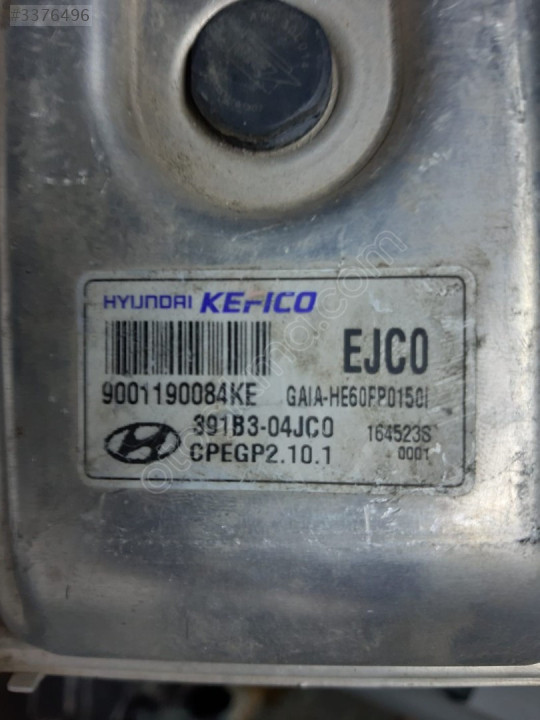 #3376496
HYUNDAI KEFICO
EJC0
9001190084KE GAIA-HE60FP0150I
391B3-04JC0 164523S
CPEGP2.10.1 0001